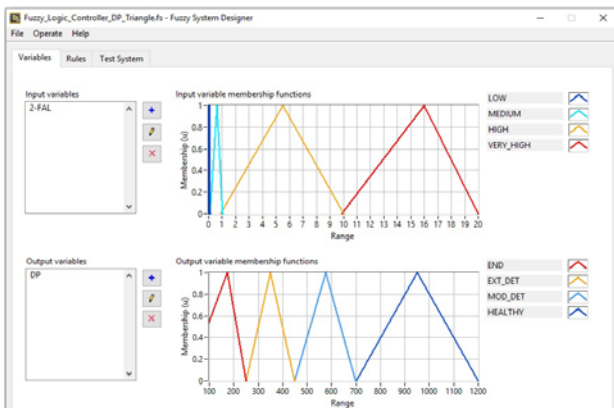 Fuzzy_Logic_Controller_DP_Triangle.fs - Fuzzy System Designer
File Operate Help
Variables Rules Test System
Input variables
2-FAL
Input variable membership functions
Membership (u)
1
0.8
0.6
0.4
0.2
0
0 1 2 3 4 5 6 7 8 9 10 11 12 13 14 15 16 17 18 19 20
Range
LOW
MEDIUM
HIGH
VERY_HIGH
Output variables
DP
Output variable membership functions
Membership (u)
1
0.8
0.6
0.4
0.2
0
100 200 300 400 500 600 700 800 900 1000 1100 1200
Range
END
EXT_DET
MOD_DET
HEALTHY